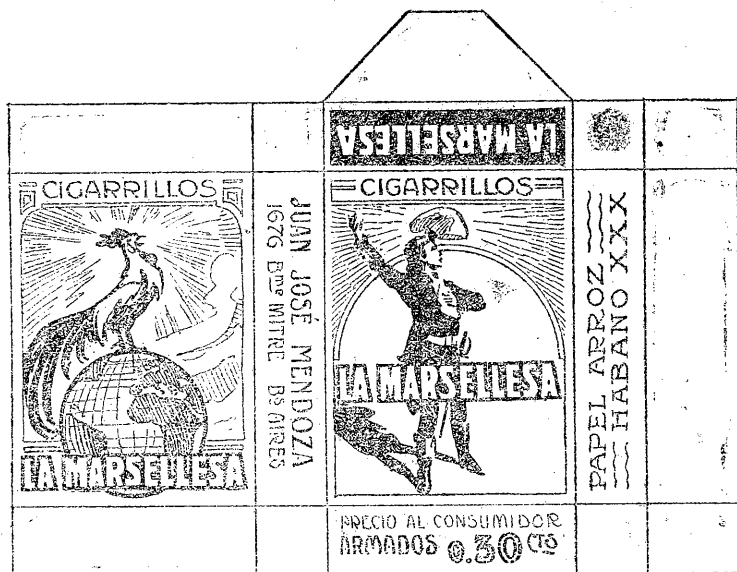 LA MARSELLESA
CIGARRILLOS
LA MARSELLESA
JUAN JOSÉ MENDOZA
1676 Bme MITRE Bs AIRES
CIGARRILLOS
LA MARSELLESA
PAPEL ARROZ
HABANO XXX
PRECIO AL CONSUMIDOR
ARMADOS 0.30 CTS